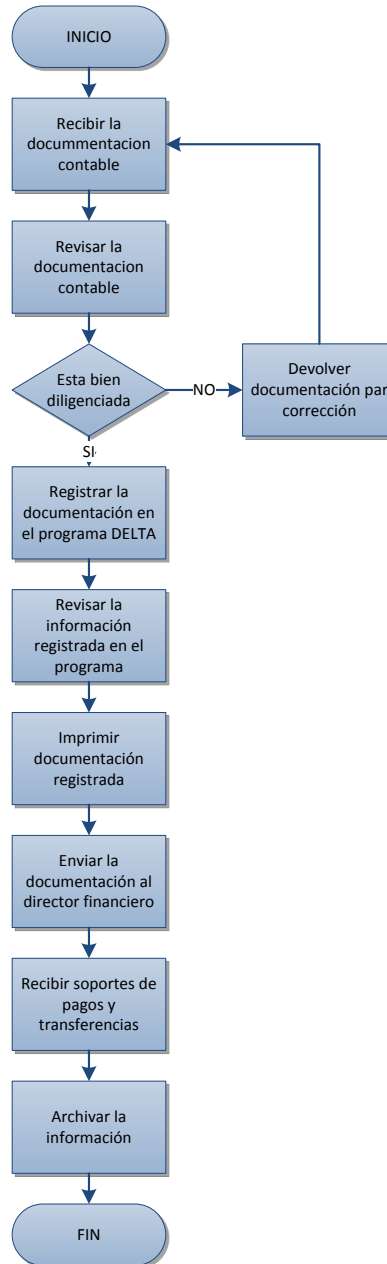 INICIO
Recibir la
docummentacion
contable
Revisar la
documentacion
contable
Esta bien
diligenciada
NO
Devolver
documentación par
corrección
SI
Registrar la
documentación en
el programa DELTA
Revisar la
información
registrada en el
programa
Imprimir
documentación
registrada
Enviar la
documentación al
director financiero
Recibir soportes de
pagos y
transferencias
Archivar la
información
FIN